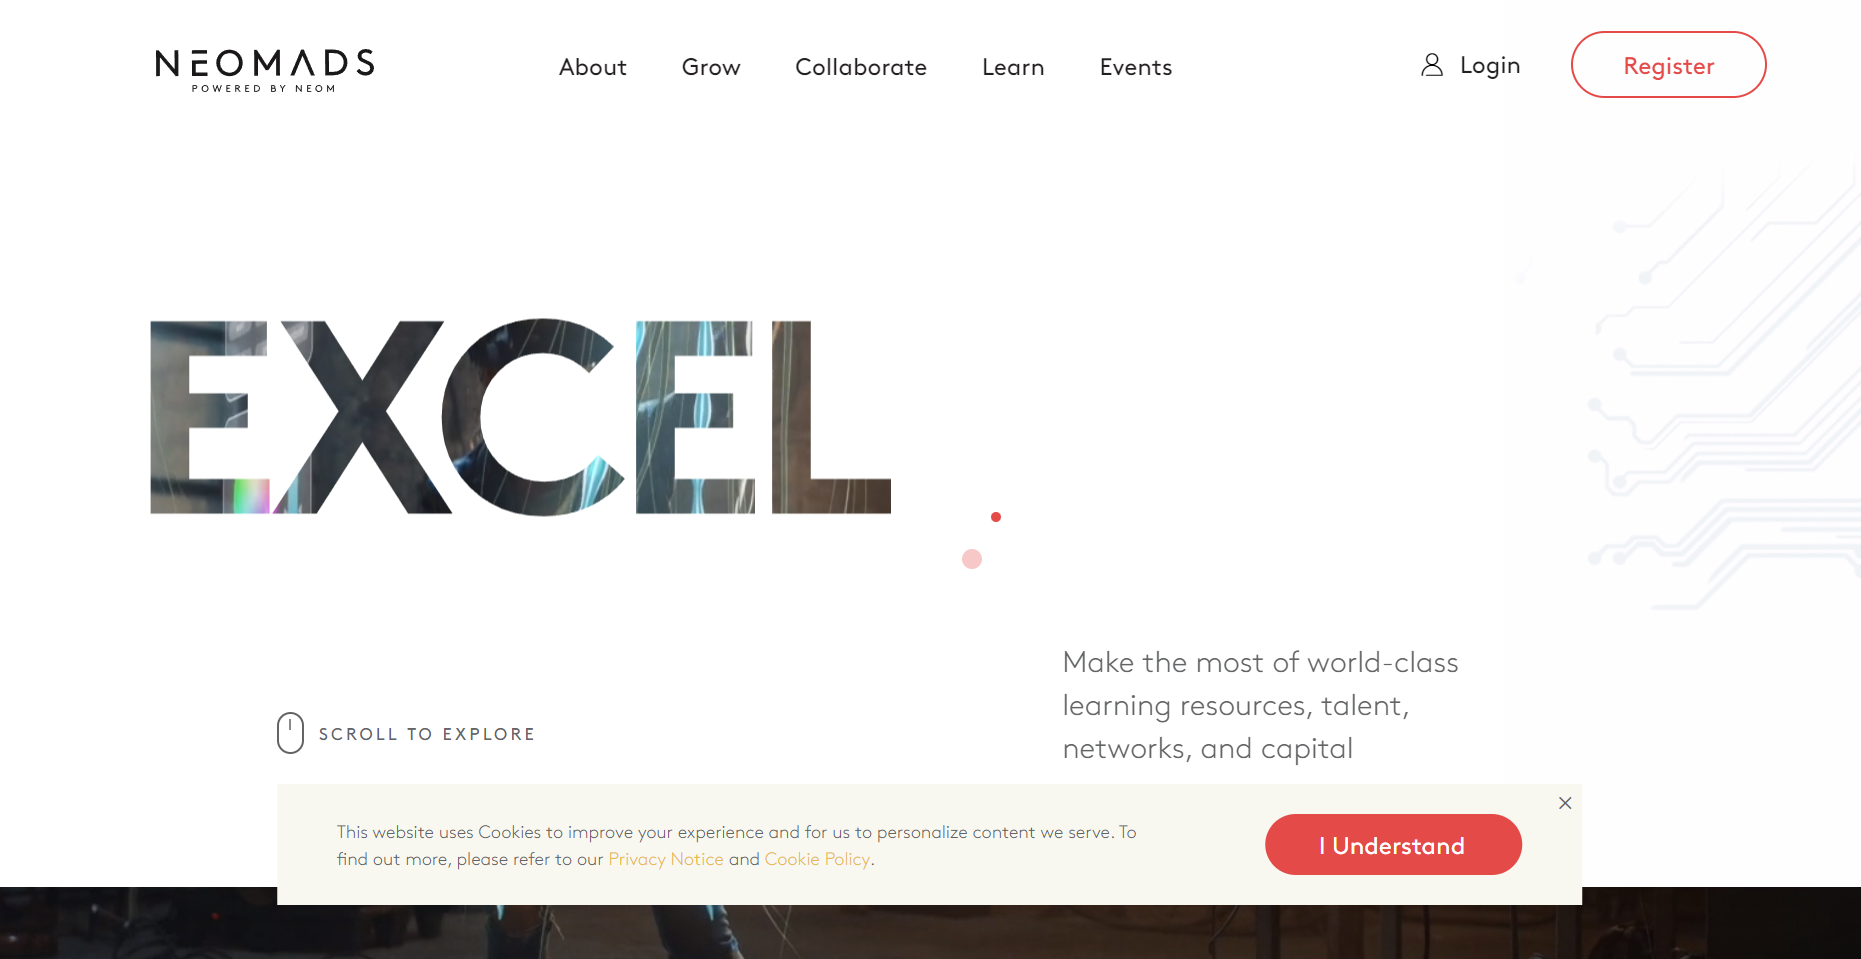 NEOMADS
POWERED BY NEOM
About
Grow
Collaborate
Learn
Events
Login
Register
EXCEL
Make the most of world-class
learning resources, talent,
networks, and capital
SCROLL TO EXPLORE
This website uses Cookies to improve your experience and for us to personalize content we serve. To
find out more, please refer to our Privacy Notice and Cookie Policy.
I Understand